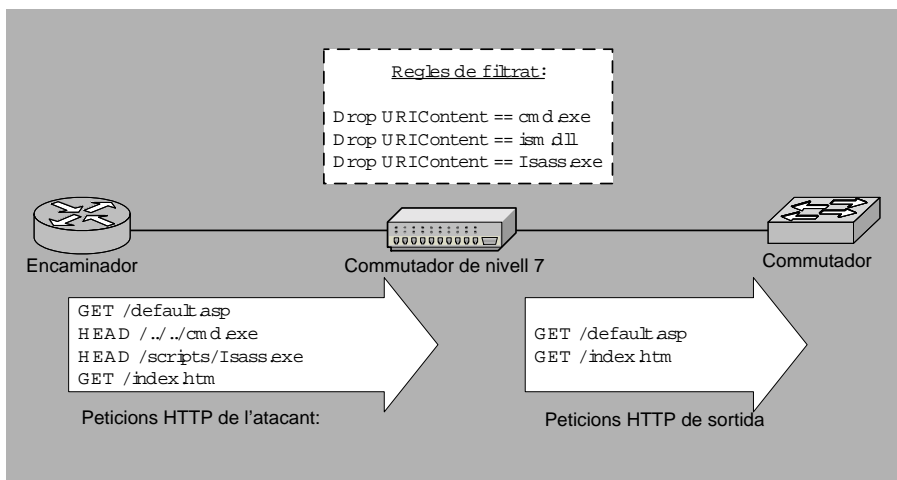 Regles de filtrat:
Drop URIContent == cmd.exe
Drop URIContent == ism.dll
Drop URIContent == Isass.exe
Encaminador
Commutador de nivell 7
Commutador
GET /default.asp
HEAD /../../cmd.exe
HEAD /scripts/Isass.exe
GET /index.htm
GET /default.asp
GET /index.htm
Peticions HTTP de l'atacant:
Peticions HTTP de sortida